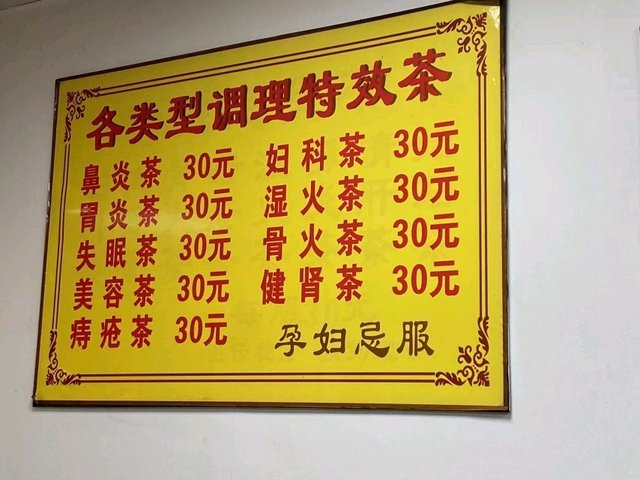 各类型调理特效茶
鼻炎茶 30元 妇科茶 30元
胃炎茶 30元 湿火茶 30元
失眠茶 30元 骨火茶 30元
美容茶 30元 健肾茶 30元
痔疮茶 30元 孕妇忌服